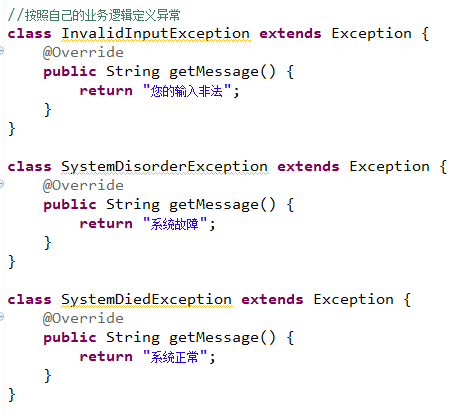 //按照自己的业务逻辑定义异常
class InvalidInputException extends Exception {
    @Override
    public String getMessage() {
        return "您的输入非法";
    }
}

class SystemDisorderException extends Exception {
    @Override
    public String getMessage() {
        return "系统故障";
    }
}

class SystemDiedException extends Exception {
    @Override
    public String getMessage() {
        return "系统正常";
    }
}